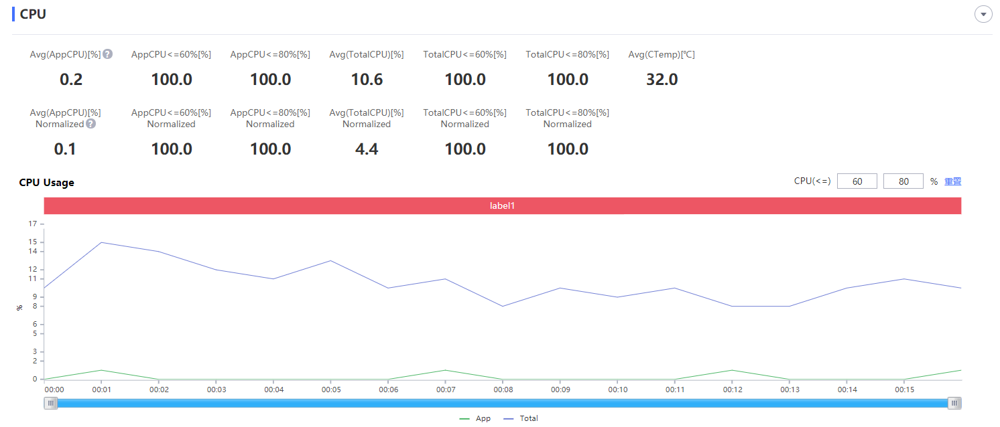 CPU
Avg(AppCPU)[%] ? AppCPU<=60%[%] AppCPU<=80%[%] Avg(TotalCPU)[%] TotalCPU<=60%[%] TotalCPU<=80%[%] Avg(CTemp)[℃]
0.2 100.0 100.0 10.6 100.0 100.0 32.0
Avg(AppCPU)[%] AppCPU<=60%[%] AppCPU<=80%[%] Avg(TotalCPU)[%] TotalCPU<=60%[%] TotalCPU<=80%[%]
Normalized ? Normalized Normalized Normalized Normalized Normalized
0.1 100.0 100.0 4.4 100.0 100.0
CPU Usage CPU(<=) 60 80 % 重置
label1
17
15
14
12
11
9
8
%
6
5
3
2
0
00:00 00:01 00:02 00:03 00:04 00:05 00:06 00:07 00:08 00:09 00:10 00:11 00:12 00:13 00:14 00:15
App Total